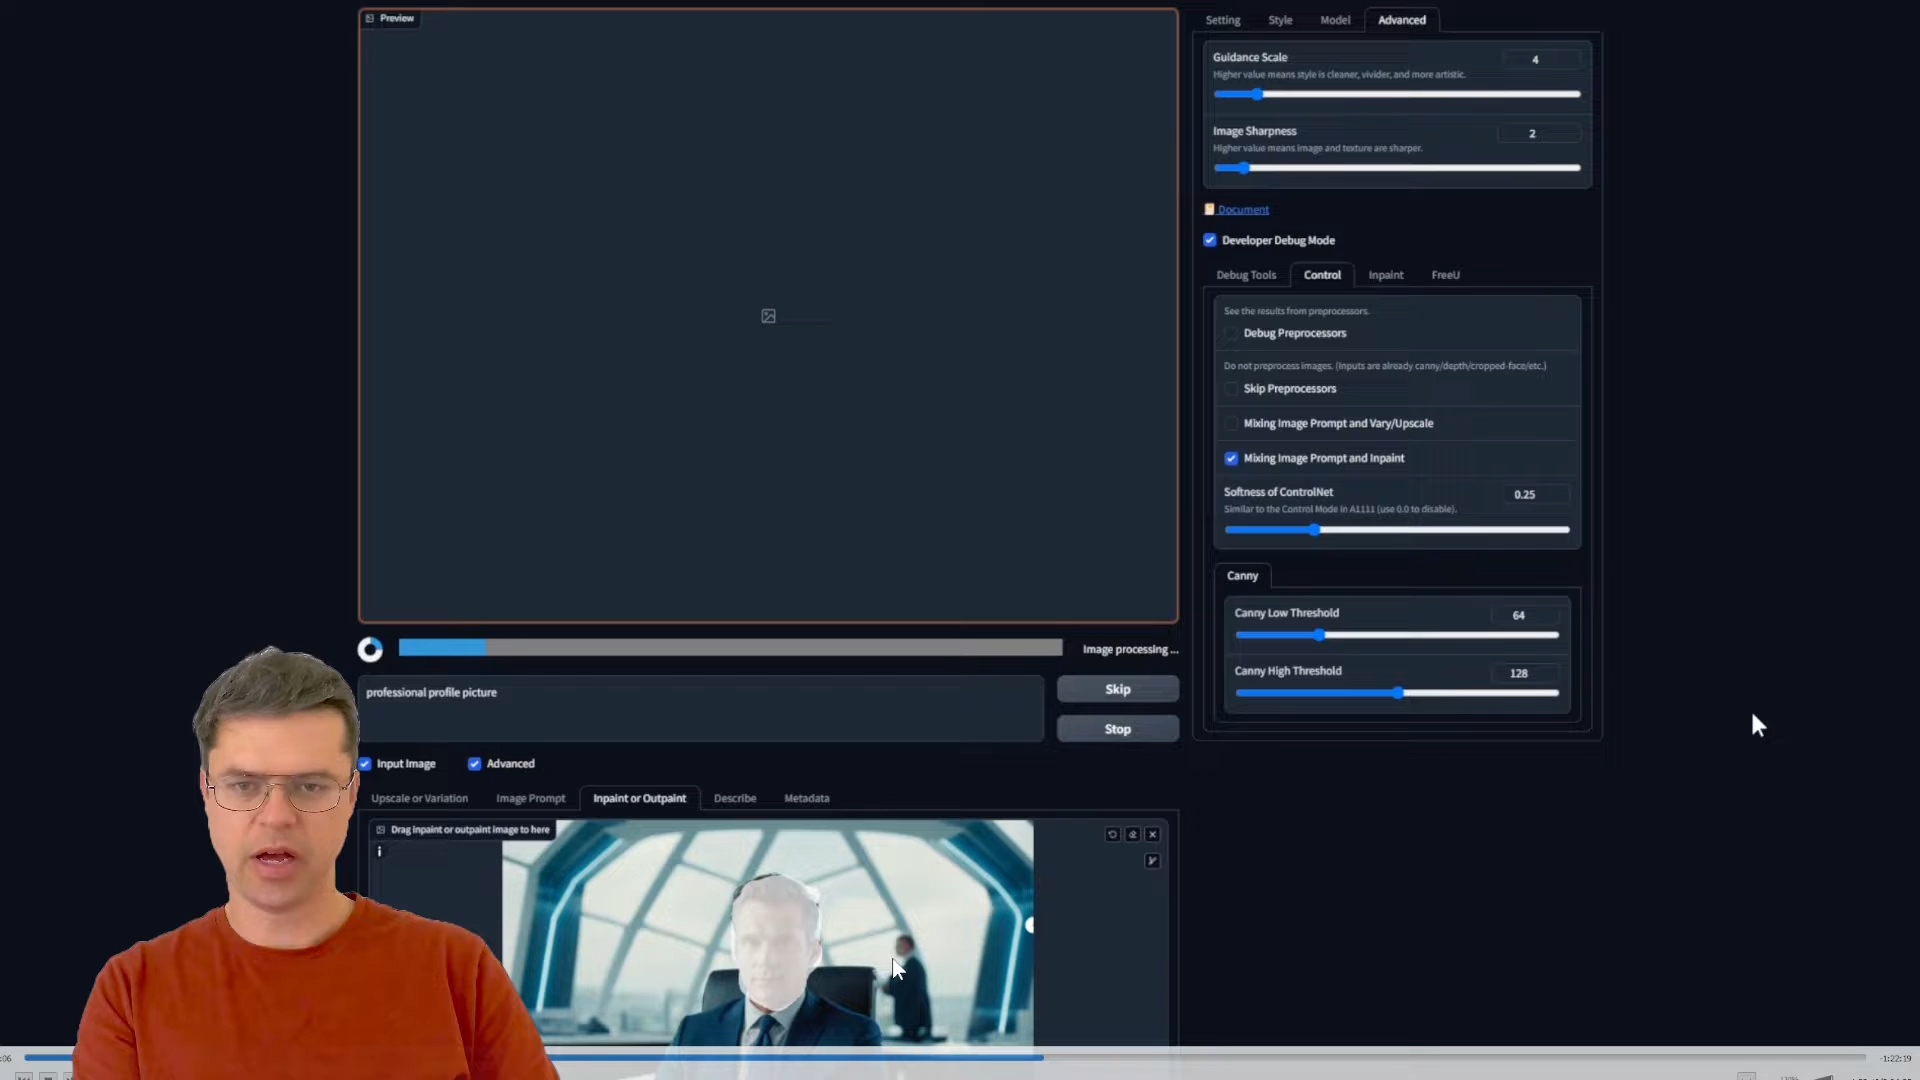 Preview
Setting Style Model Advanced
Guidance Scale 4
Higher value means style is cleaner, vivider, and more artistic.
Image Sharpness 2
Higher value means image and texture are sharper.
Document
Developer Debug Mode
Debug Tools Control Inpaint FreeU
See the results from preprocessors.
Debug Preprocessors
Do not preprocess images. (Inputs are already canny/depth/cropped-face/etc.)
Skip Preprocessors
Mixing Image Prompt and Vary/Upscale
Mixing Image Prompt and Inpaint
Softness of ControlNet 0.25
Similar to the Control Mode in A1111 (use 0.0 to disable).
Canny
Canny Low Threshold 64
Canny High Threshold 128
Image processing ...
professional profile picture
Skip
Stop
Input Image Advanced
Upscale or Variation Image Prompt Inpaint or Outpaint Describe Metadata
Drag inpaint or outpaint image to here
:06 -1:22:19